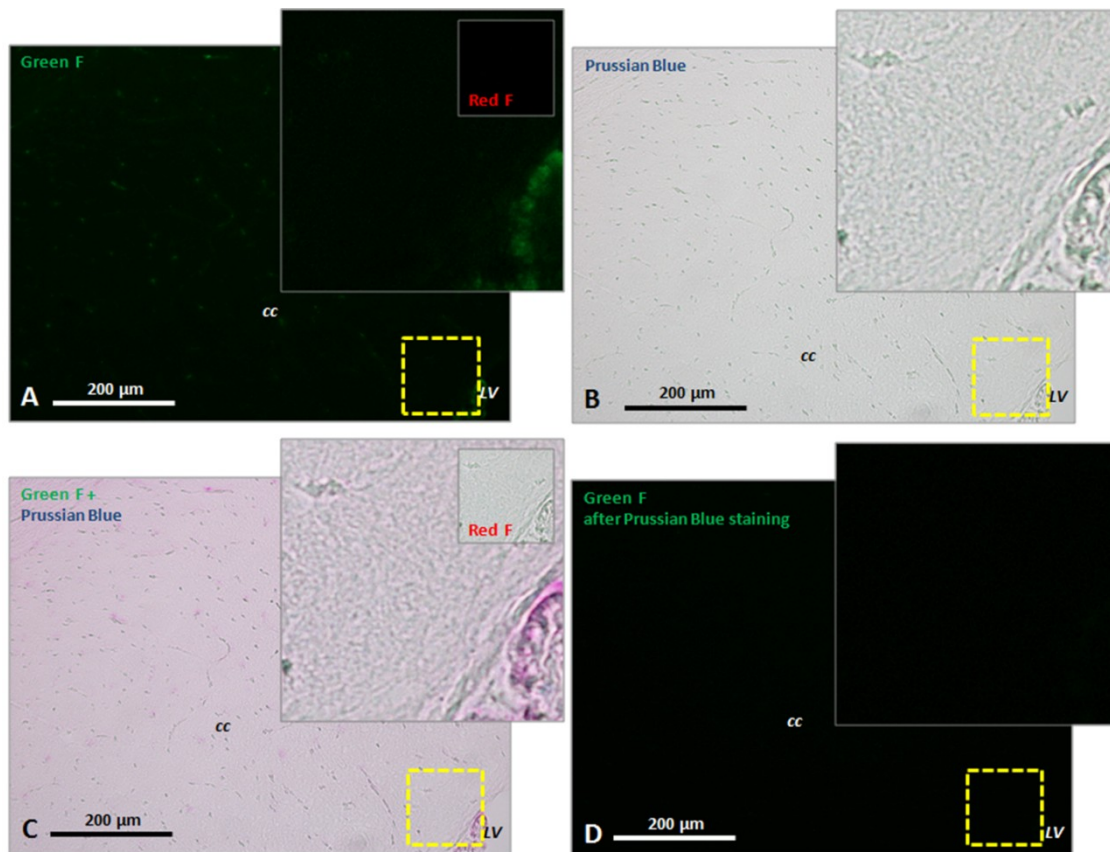 Green F
Red F
cc
LV
A
200 µm
Prussian Blue
cc
LV
B
200 µm
Green F +
Prussian Blue
Red F
cc
LV
C
200 µm
Green F
after Prussian Blue staining
cc
LV
D
200 µm